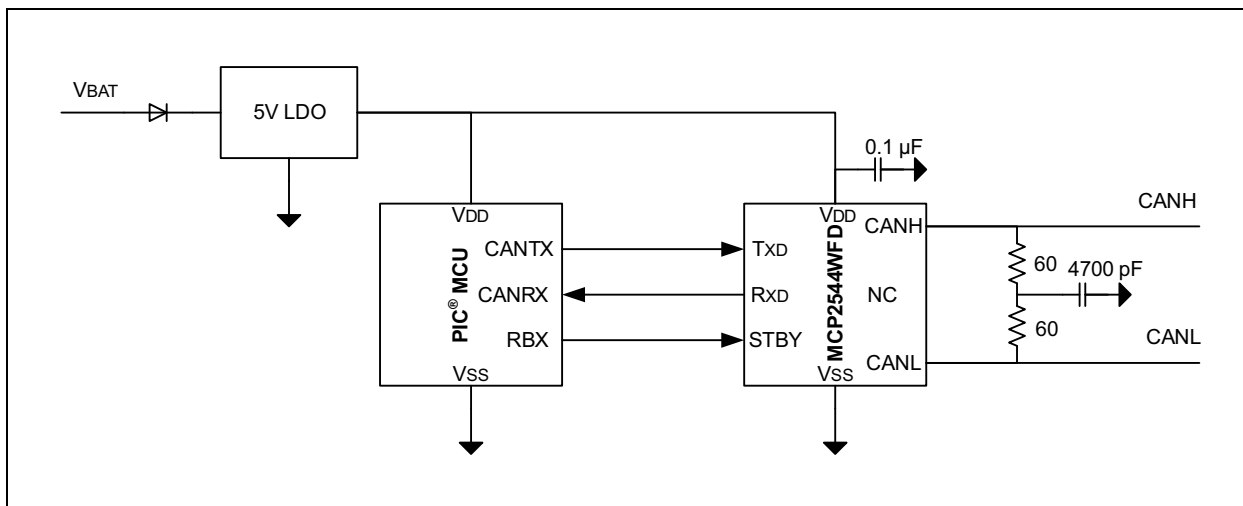 VBAT
5V LDO
0.1 µF
VDD
CANTX
CANRX
RBX
VSS
PIC® MCU
VDD
TXD
RXD
STBY
VSS
MCP2544WFD
CANH
NC
CANL
CANH
60
4700 pF
60
CANL